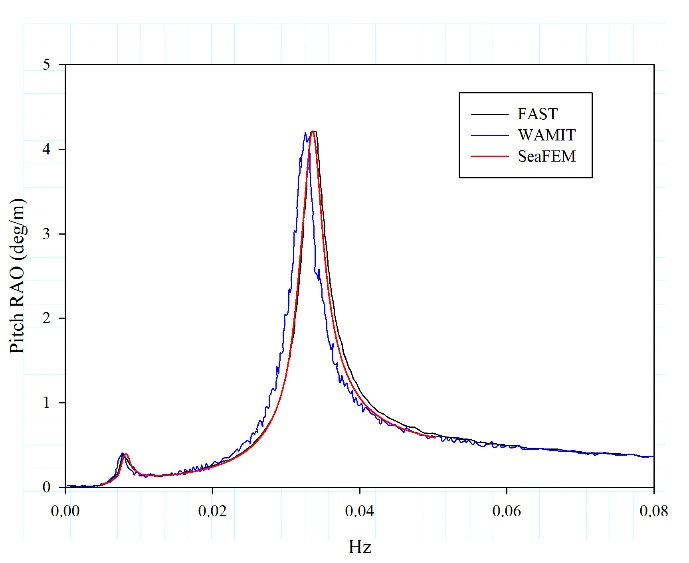 5
4
3
2
1
0
Pitch RAO (deg/m)
FAST
WAMIT
SeaFEM
0,00
0,02
0,04
0,06
0,08
Hz